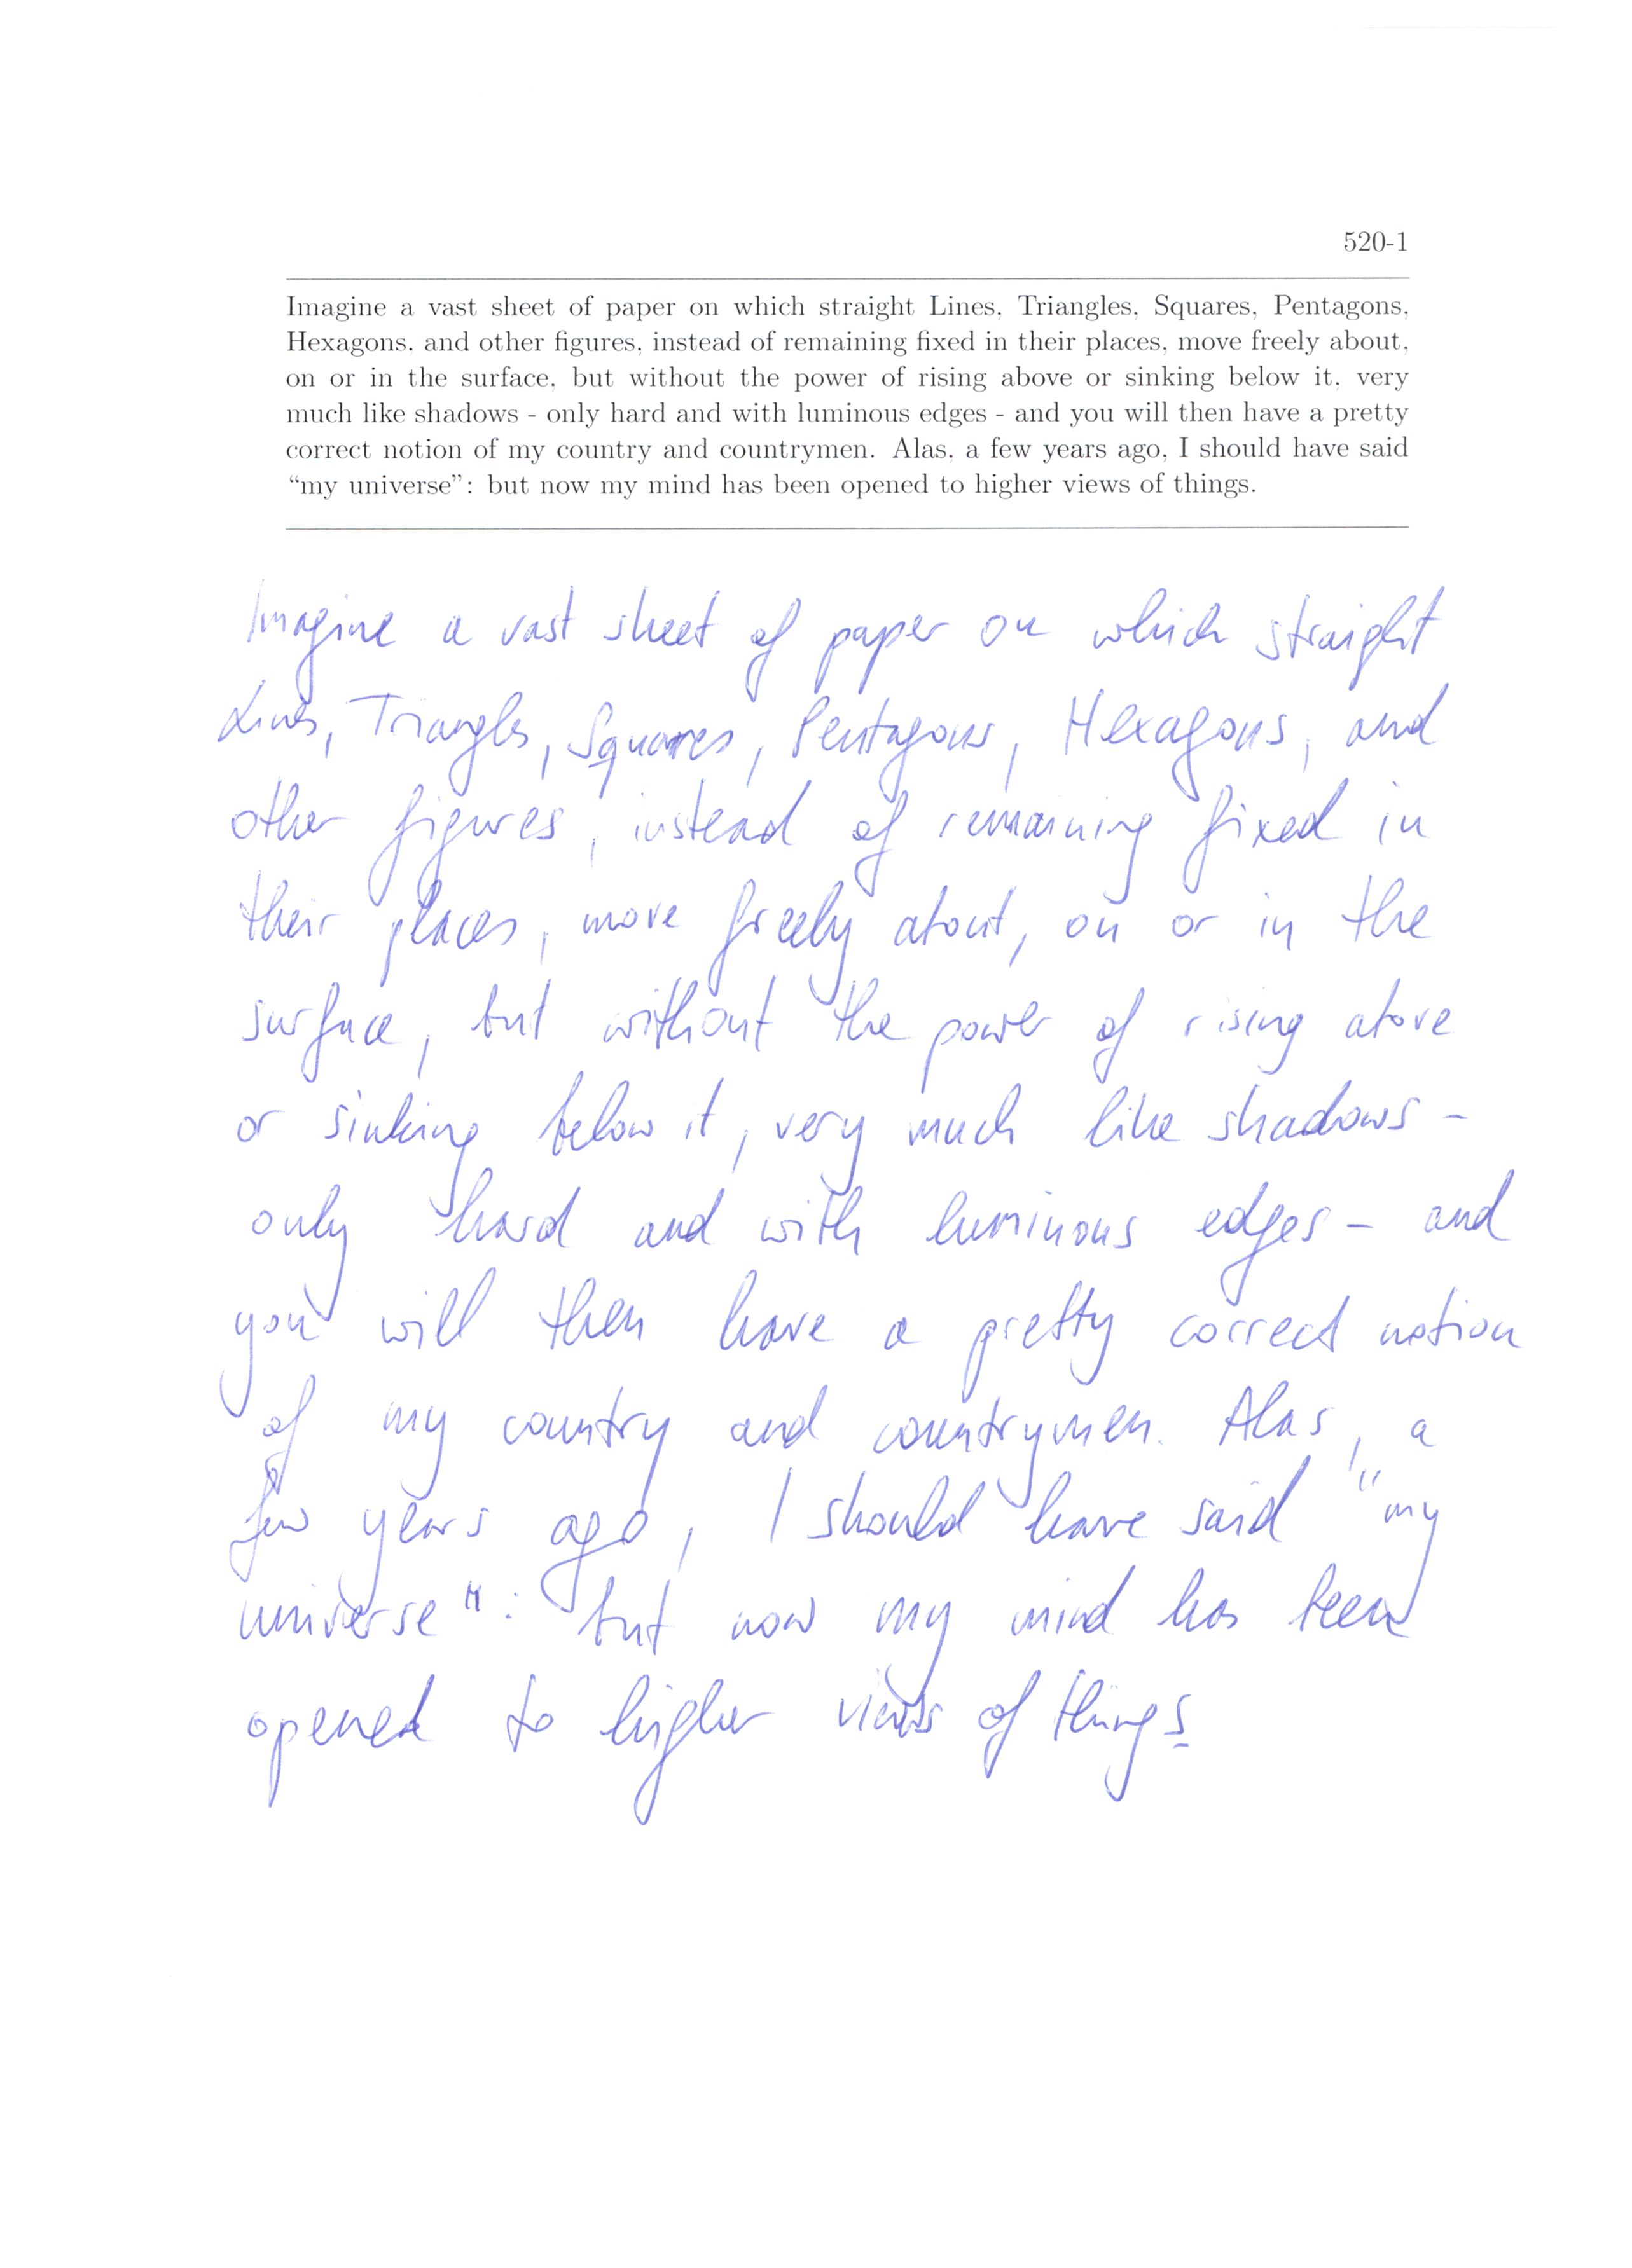 520-1
Imagine a vast sheet of paper on which straight Lines, Triangles, Squares, Pentagons,
Hexagons, and other figures, instead of remaining fixed in their places, move freely about,
on or in the surface, but without the power of rising above or sinking below it, very
much like shadows - only hard and with luminous edges - and you will then have a pretty
correct notion of my country and countrymen. Alas, a few years ago, I should have said
“my universe”: but now my mind has been opened to higher views of things.
Imagine a vast sheet of paper on which straight
Lines, Triangles, Squares, Pentagons, Hexagons, and
other figures, instead of remaining fixed in
their places, move freely about, on or in the
surface, but without the power of rising above
or sinking below it, very much like shadows -
only hard and with luminous edges - and
you will then have a pretty correct notion
of my country and countrymen. Alas, a
few years ago, I should have said "my
universe": but now my mind has been
opened to higher views of things